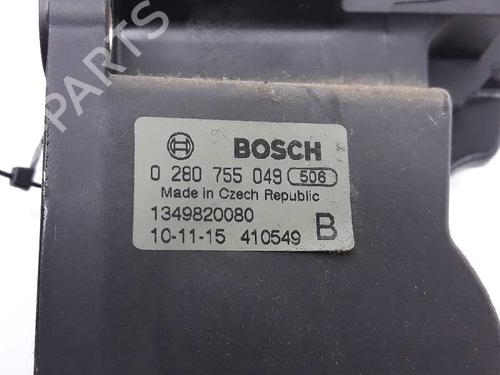 PARTS
BOSCH
0 280 755 049 506
Made in Czech Republic
1349820080
10-11-15 410549 B